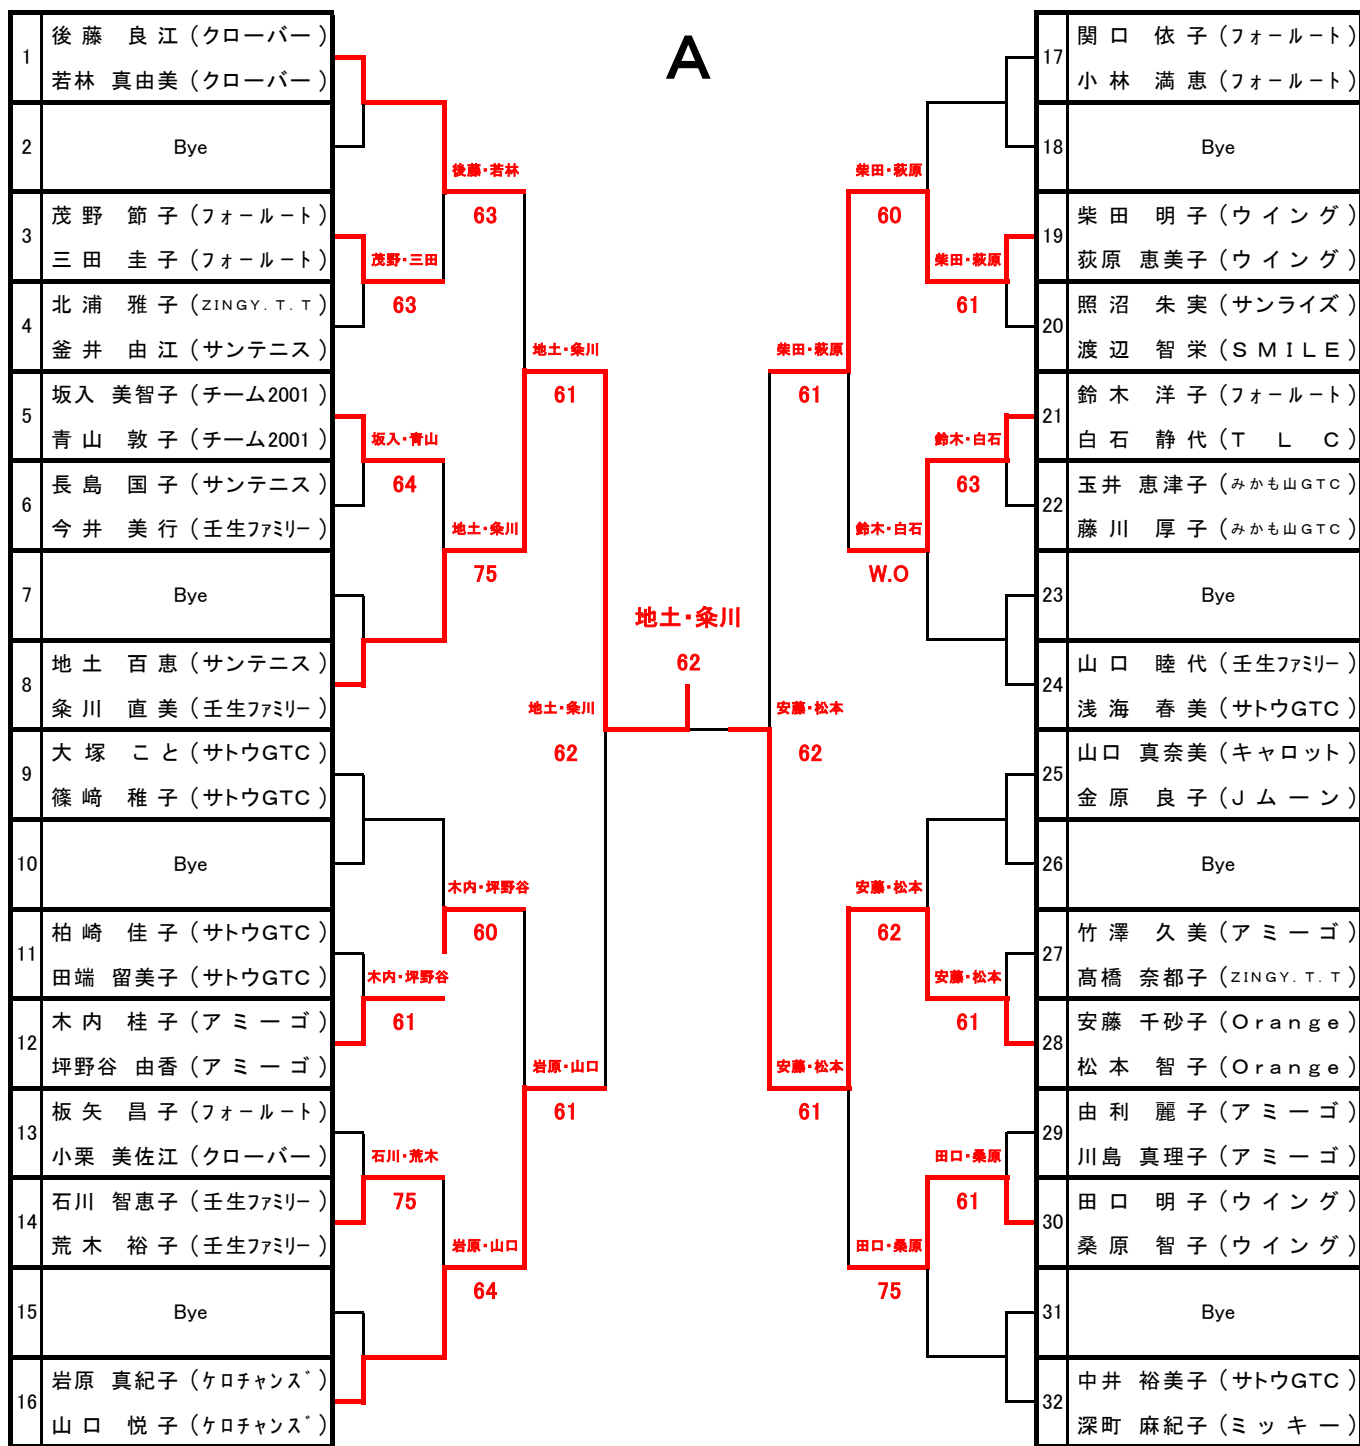 A
1
後藤 良江 (クローバー)
若林 真由美 (クローバー)
2
Bye
3
茂野 節子 (フォールート)
三田 圭子 (フォールート)
4
北浦 雅子 (ZINGY.T.T)
釜井 由江 (サンテニス)
5
坂入 美智子 (チーム2001)
青山 敦子 (チーム2001)
6
長島 国子 (サンテニス)
今井 美行 (壬生ファミリー)
7
Bye
8
地土 百恵 (サンテニス)
粂川 直美 (壬生ファミリー)
9
大塚 こと (サトウGTC)
篠﨑 稚子 (サトウGTC)
10
Bye
11
柏崎 佳子 (サトウGTC)
田端 留美子 (サトウGTC)
12
木内 桂子 (アミーゴ)
坪野谷 由香 (アミーゴ)
13
板矢 昌子 (フォールート)
小栗 美佐江 (クローバー)
14
石川 智恵子 (壬生ファミリー)
荒木 裕子 (壬生ファミリー)
15
Bye
16
岩原 真紀子 (ケロチャンズ)
山口 悦子 (ケロチャンズ)
茂野・三田
63
坂入・青山
64
木内・坪野谷
61
石川・荒木
75
後藤・若林
63
地土・粂川
75
木内・坪野谷
60
岩原・山口
64
地土・粂川
61
岩原・山口
61
地土・粂川
62
地土・粂川
62
安藤・松本
62
柴田・萩原
61
安藤・松本
61
柴田・萩原
60
鈴木・白石
W.O
安藤・松本
62
田口・桑原
75
柴田・萩原
61
鈴木・白石
63
安藤・松本
61
田口・桑原
61
17
関口 依子 (フォールート)
小林 満恵 (フォールート)
18
Bye
19
柴田 明子 (ウイング)
荻原 恵美子 (ウイング)
20
照沼 朱実 (サンライズ)
渡辺 智栄 (SMILE)
21
鈴木 洋子 (フォールート)
白石 静代 (TLC)
22
玉井 恵津子 (みかも山GTC)
藤川 厚子 (みかも山GTC)
23
Bye
24
山口 睦代 (壬生ファミリー)
浅海 春美 (サトウGTC)
25
山口 真奈美 (キャロット)
金原 良子 (Jムーン)
26
Bye
27
竹澤 久美 (アミーゴ)
髙橋 奈都子 (ZINGY.T.T)
28
安藤 千砂子 (Orange)
松本 智子 (Orange)
29
由利 麗子 (アミーゴ)
川島 真理子 (アミーゴ)
30
田口 明子 (ウイング)
桑原 智子 (ウイング)
31
Bye
32
中井 裕美子 (サトウGTC)
深町 麻紀子 (ミッキー)